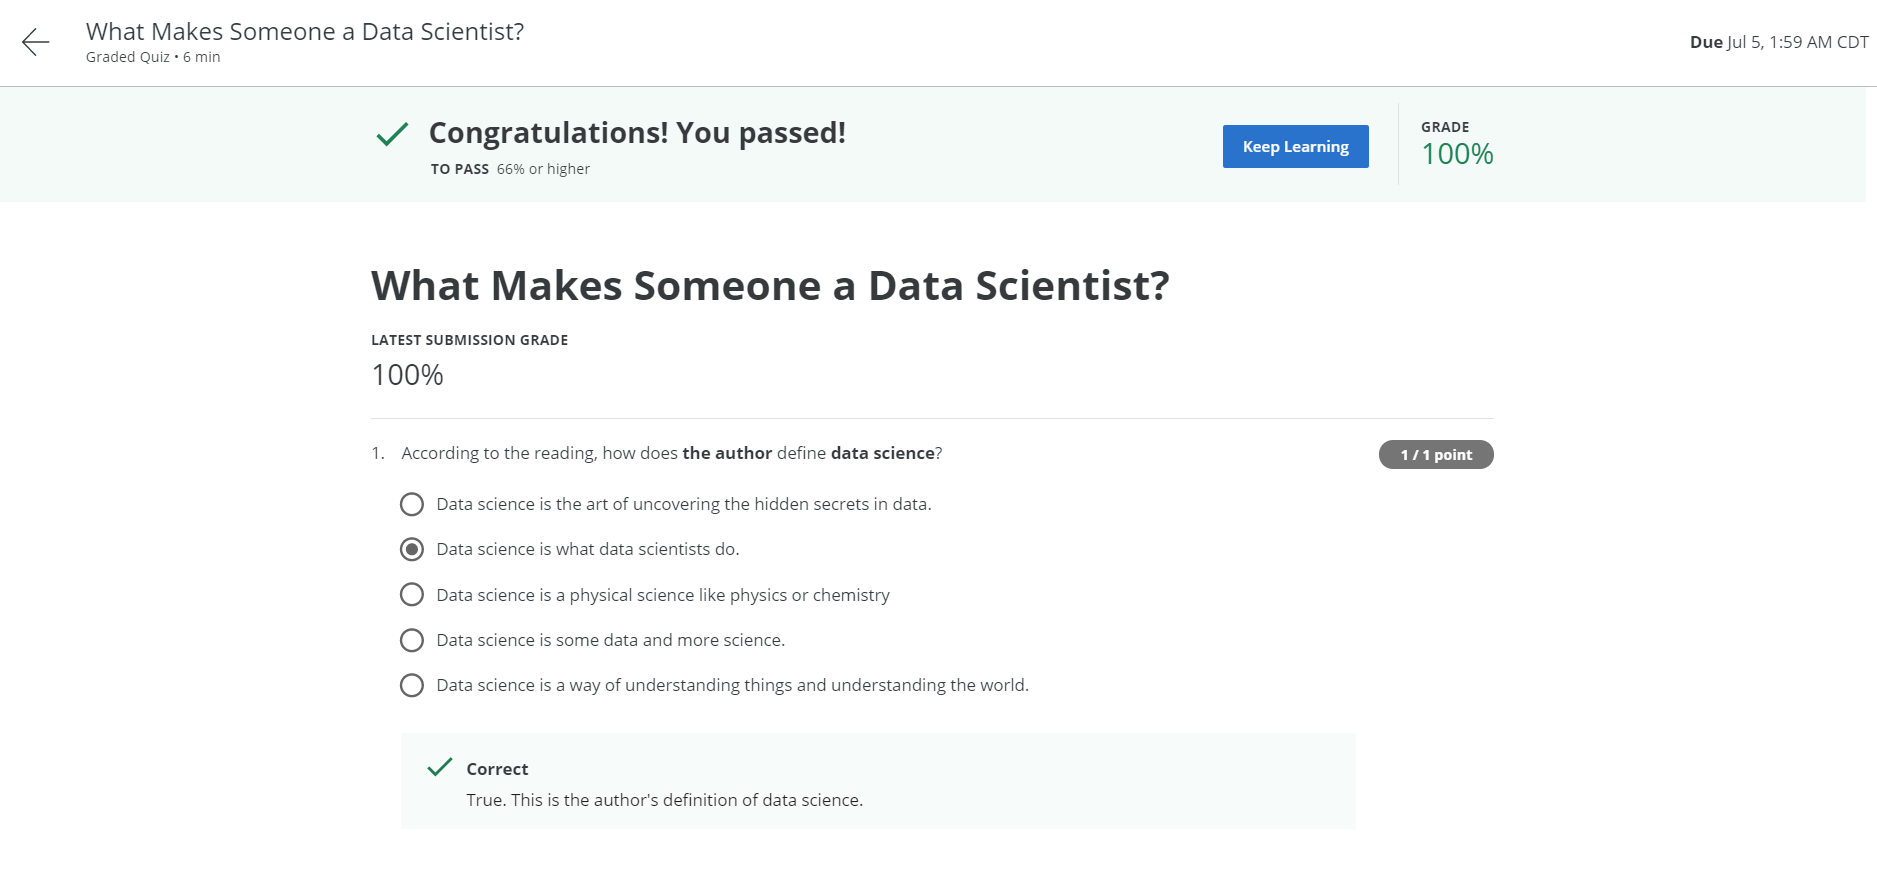 What Makes Someone a Data Scientist?
Graded Quiz • 6 min
Due Jul 5, 1:59 AM CDT
Congratulations! You passed!
TO PASS 66% or higher
Keep Learning
GRADE
100%
What Makes Someone a Data Scientist?
LATEST SUBMISSION GRADE
100%
1. According to the reading, how does the author define data science?
1 / 1 point
Data science is the art of uncovering the hidden secrets in data.
Data science is what data scientists do.
Data science is a physical science like physics or chemistry
Data science is some data and more science.
Data science is a way of understanding things and understanding the world.
Correct
True. This is the author's definition of data science.